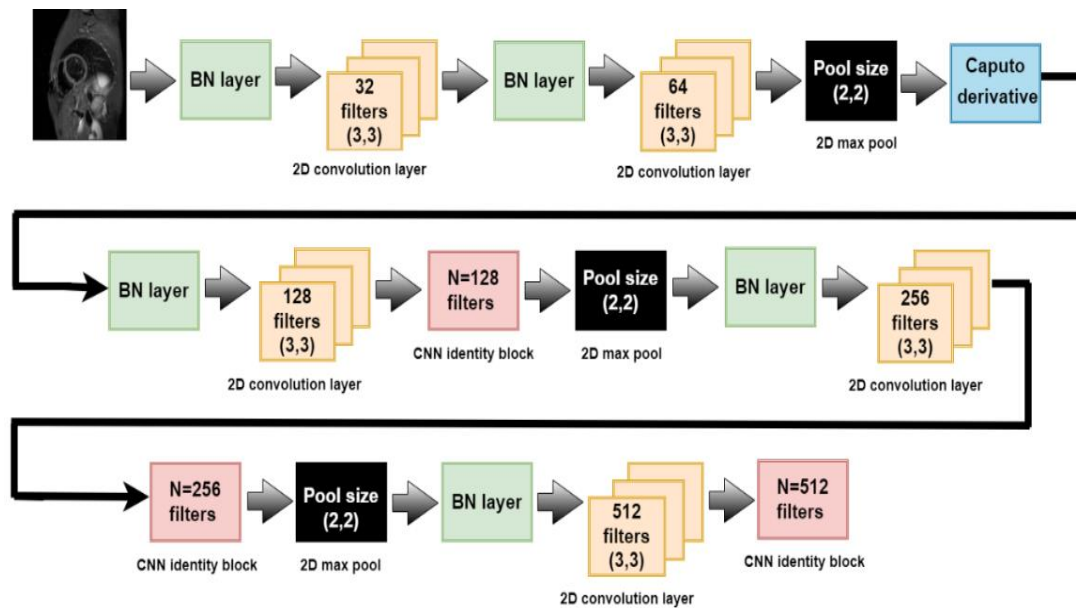 BN layer
32
filters
(3,3)
2D convolution layer
BN layer
64
filters
(3,3)
2D convolution layer
Pool size
(2,2)
2D max pool
Caputo
derivative
BN layer
128
filters
(3,3)
2D convolution layer
N=128
filters
CNN identity block
Pool size
(2,2)
2D max pool
BN layer
256
filters
(3,3)
2D convolution layer
N=256
filters
CNN identity block
Pool size
(2,2)
2D max pool
BN layer
512
filters
(3,3)
2D convolution layer
N=512
filters
CNN identity block